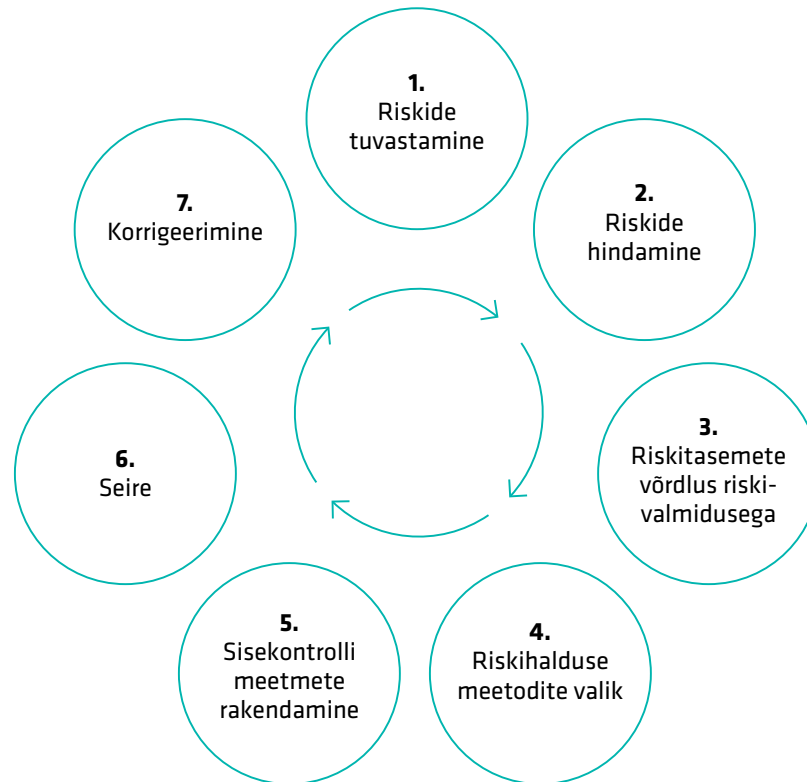 1.
Riskide
tuvastamine
2.
Riskide
hindamine
3.
Riskitasemete
võrdlus riski-
valmidusega
4.
Riskihalduse
meetodite valik
5.
Sisekontrolli
meetmete
rakendamine
6.
Seire
7.
Korrigeerimine